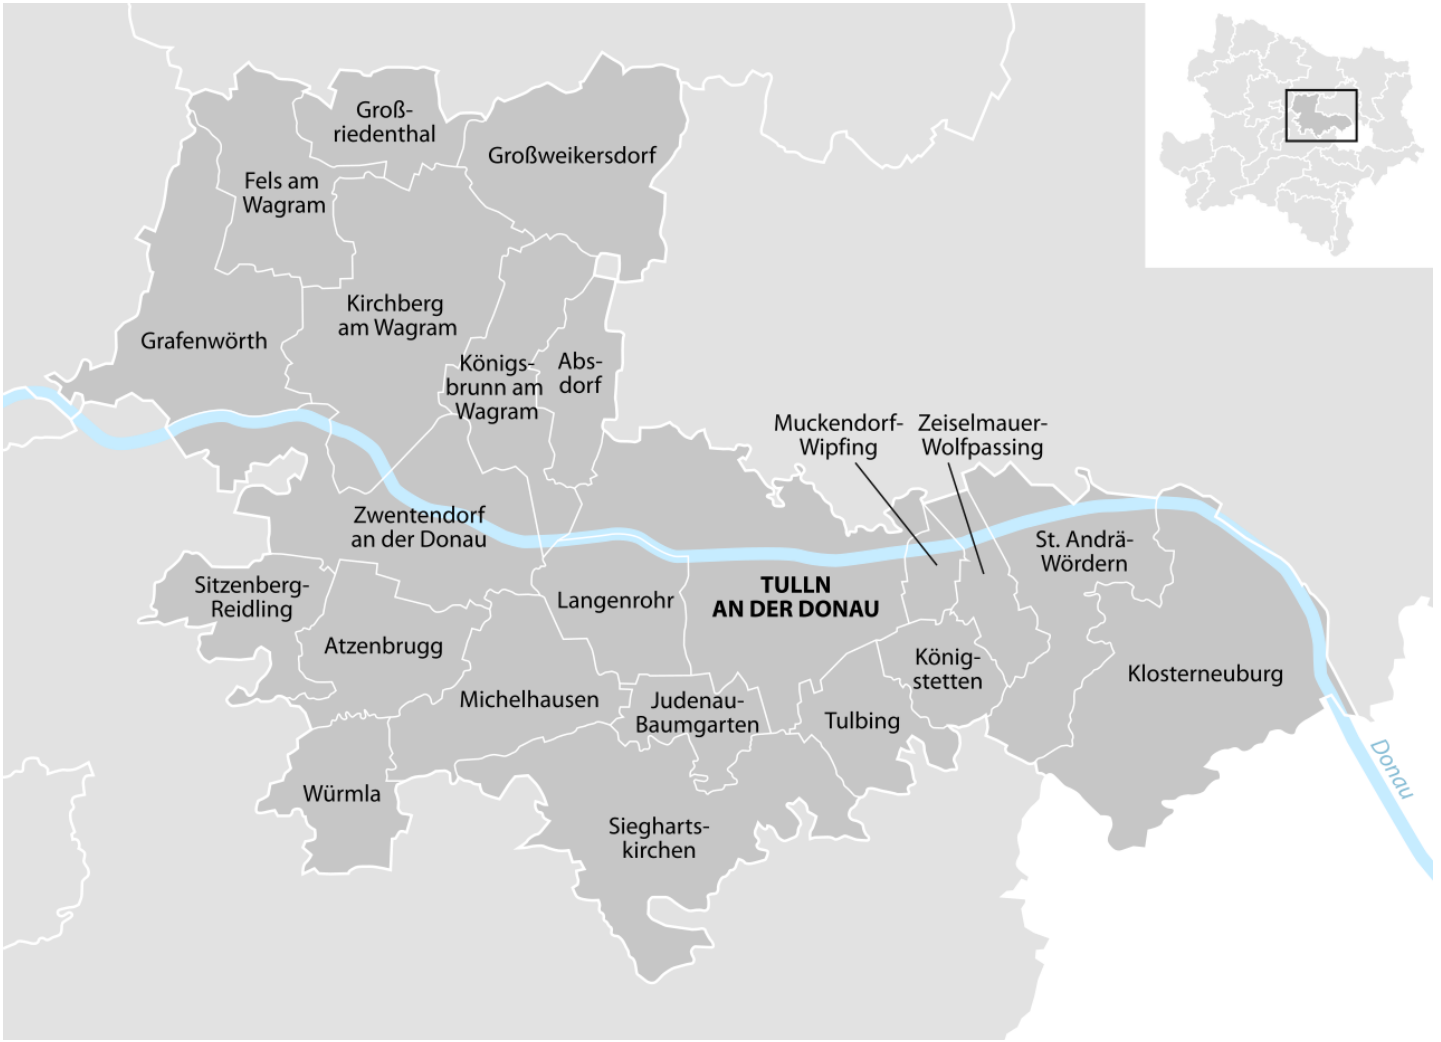 Groß-
riedenthal
Großweikersdorf
Fels am
Wagram
Kirchberg
am Wagram
Grafenwörth
Königs-
brunn am
Wagram
Abs-
dorf
Muckendorf-
Wipfing
Zeiselmauer-
Wolfpassing
Zwentendorf
an der Donau
St. Andrä-
Wördern
Sitzenberg-
Reidling
Langenrohr
TULLN
AN DER DONAU
Atzenbrugg
König-
stetten
Klosterneuburg
Michelhausen
Judenau-
Baumgarten
Tulbing
Donau
Würmla
Siegharts-
kirchen